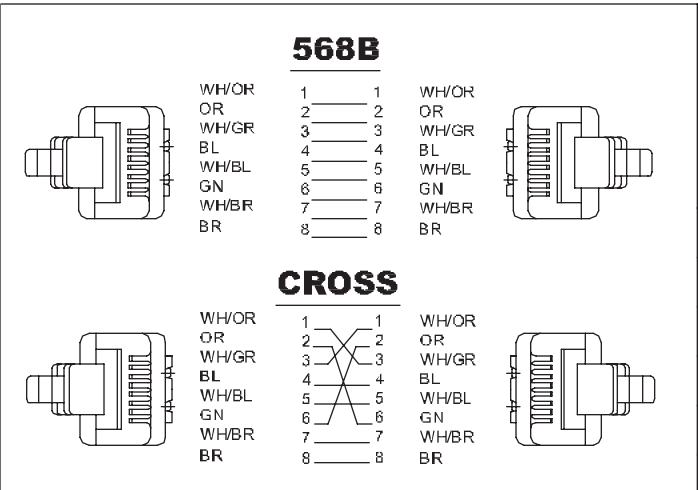 568B
WH/OR 1 1 WH/OR
OR 2 2 OR
WH/GR 3 3 WH/GR
BL 4 4 BL
WH/BL 5 5 WH/BL
GN 6 6 GN
WH/BR 7 7 WH/BR
BR 8 8 BR
CROSS
WH/OR 1 1 WH/OR
OR 2 2 OR
WH/GR 3 3 WH/GR
BL 4 4 BL
WH/BL 5 5 WH/BL
GN 6 6 GN
WH/BR 7 7 WH/BR
BR 8 8 BR